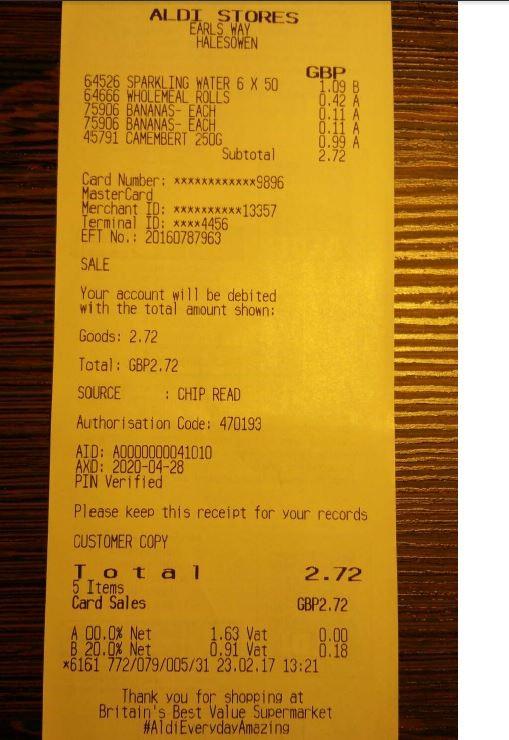 ALDI STORES
EARLS WAY
HALESOWEN
GBP
64526 SPARKLING WATER 6 X 50 1.09 B
64666 WHOLEMEAL ROLLS 0.42 A
75906 BANANAS- EACH 0.11 A
75906 BANANAS- EACH 0.11 A
45791 CAMEMBERT 250G 0.99 A
Subtotal 2.72
Card Number: xxxxxxxxxxxx9896
MasterCard
Merchant ID: xxxxxxxxxx13357
Terminal ID: xxxx4456
EFT No.: 20160787963
SALE
Your account will be debited
with the total amount shown:
Goods: 2.72
Total: GBP2.72
SOURCE : CHIP READ
Authorisation Code: 470193
AID: A0000000041010
AXD: 2020-04-28
PIN Verified
Please keep this receipt for your records
CUSTOMER COPY
Total 2.72
5 Items
Card Sales GBP2.72
A 00.0% Net 1.63 Vat 0.00
B 20.0% Net 0.91 Vat 0.18
*6161 772/079/005/31 23.02.17 13:21
Thank you for shopping at
Britain's Best Value Supermarket
#AldiEverydayAmazing